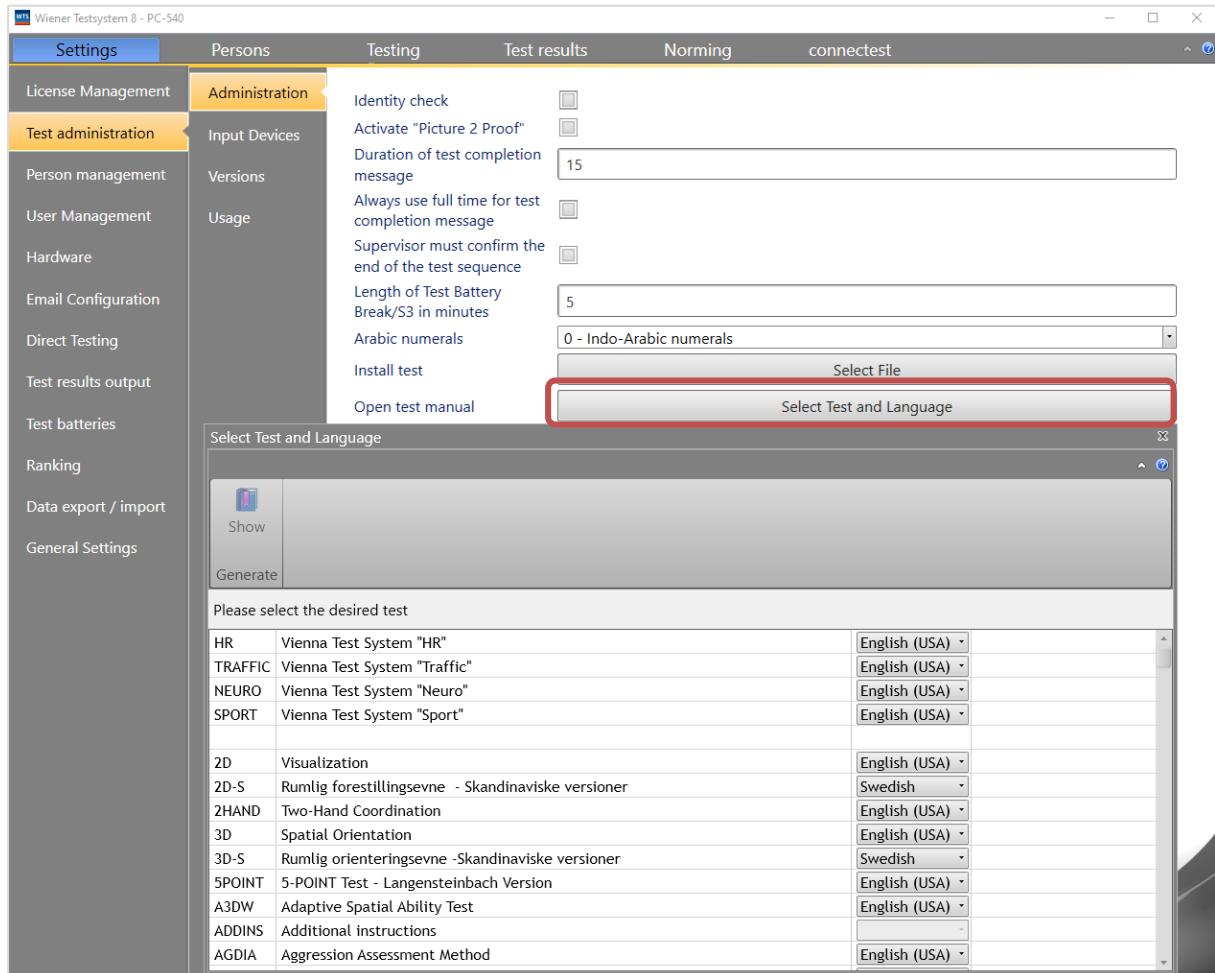 WTS Wiener Testsystem 8 - PC-540
Settings Persons Testing Test results Norming connectest
License Management
Test administration
Person management
User Management
Hardware
Email Configuration
Direct Testing
Test results output
Test batteries
Ranking
Data export / import
General Settings
Administration
Input Devices
Versions
Usage
Identity check
Activate "Picture 2 Proof"
Duration of test completion
message
15
Always use full time for test
completion message
Supervisor must confirm the
end of the test sequence
Length of Test Battery
Break/S3 in minutes
5
Arabic numerals 0 - Indo-Arabic numerals
Install test Select File
Open test manual Select Test and Language
Select Test and Language
Show
Generate
Please select the desired test
HR Vienna Test System "HR" English (USA)
TRAFFIC Vienna Test System "Traffic" English (USA)
NEURO Vienna Test System "Neuro" English (USA)
SPORT Vienna Test System "Sport" English (USA)
2D Visualization English (USA)
2D-S Rumlig forestillingsevne - Skandinaviske versioner Swedish
2HAND Two-Hand Coordination English (USA)
3D Spatial Orientation English (USA)
3D-S Rumlig orienteringsevne -Skandinaviske versioner Swedish
5POINT 5-POINT Test - Langensteinbach Version English (USA)
A3DW Adaptive Spatial Ability Test English (USA)
ADDINS Additional instructions
AGDIA Aggression Assessment Method English (USA)